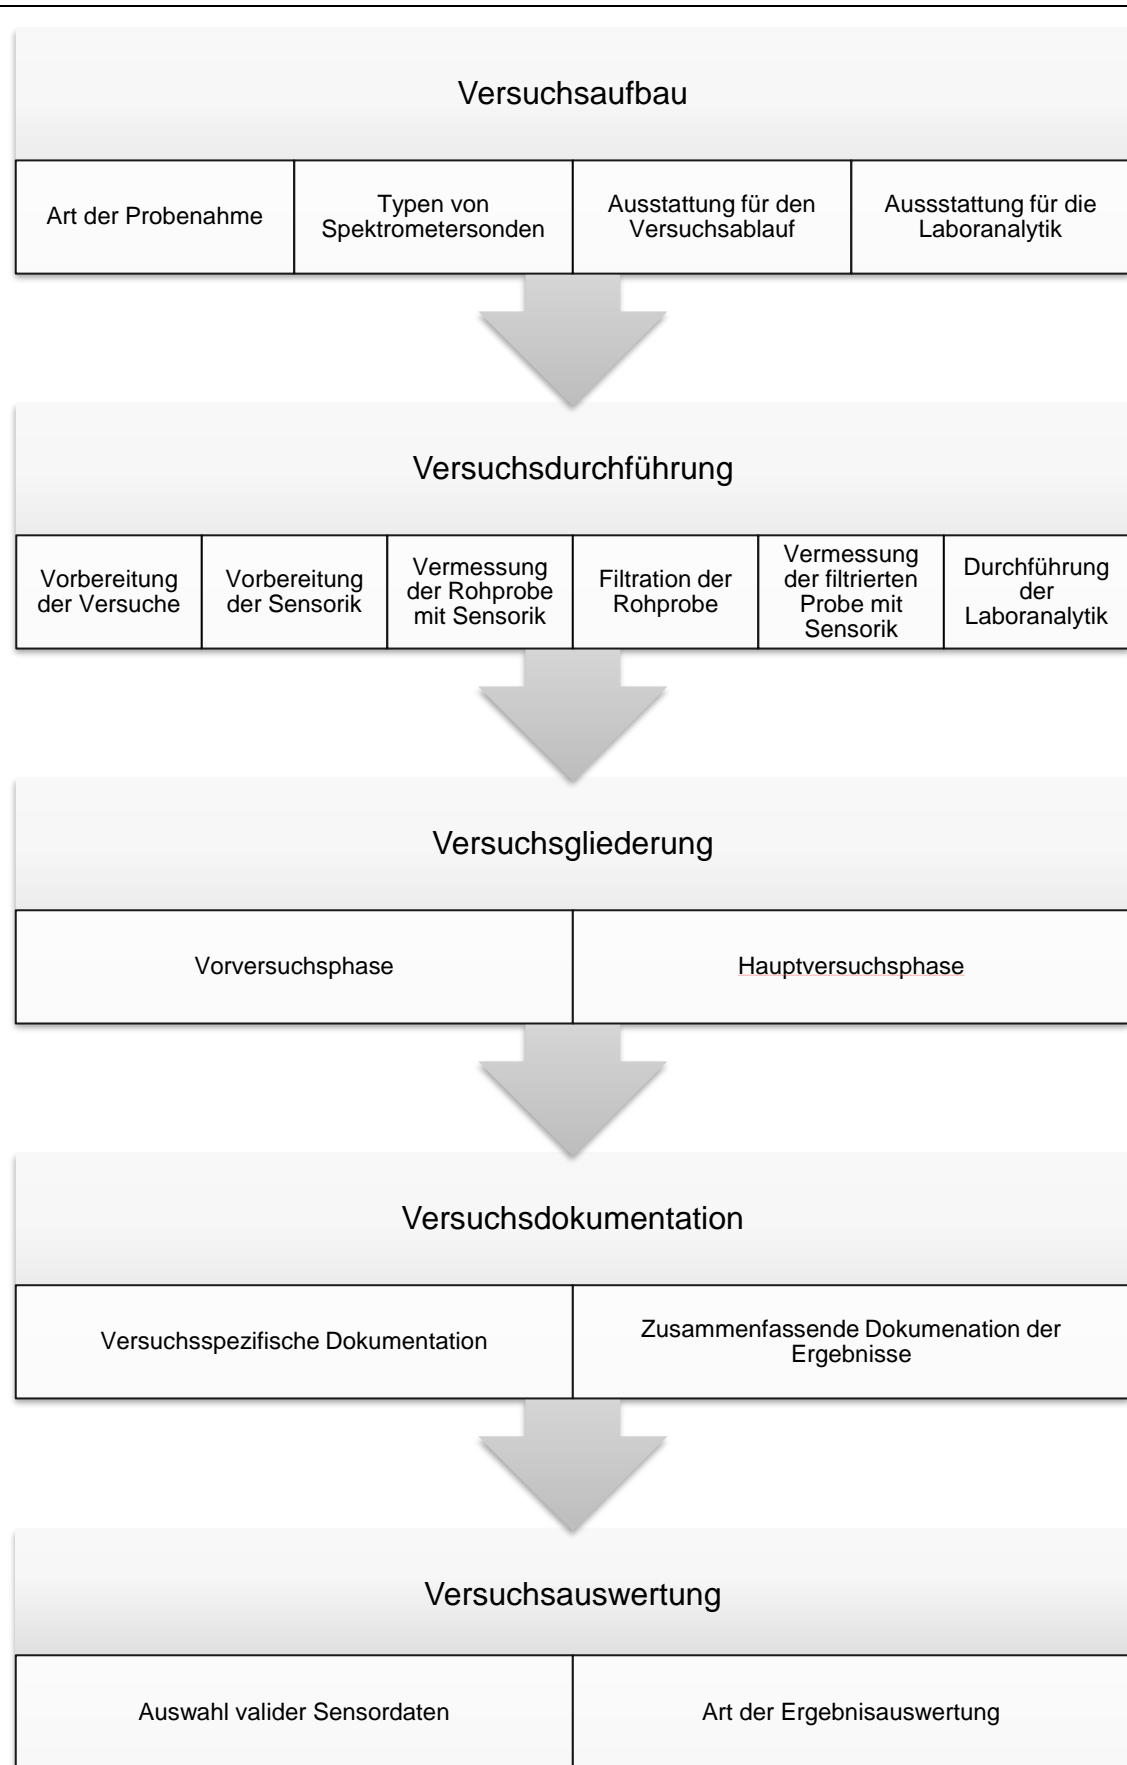 Versuchsaufbau
Art der Probenahme
Typen von
Spektrometersonden
Ausstattung für den
Versuchsablauf
Aussstattung für die
Laboranalytik
Versuchsdurchführung
Vorbereitung
der Versuche
Vorbereitung
der Sensorik
Vermessung
der Rohprobe
mit Sensorik
Filtration der
Rohprobe
Vermessung
der filtrierten
Probe mit
Sensorik
Durchführung
der
Laboranalytik
Versuchsgliederung
Vorversuchsphase
Hauptversuchsphase
Versuchsdokumentation
Versuchsspezifische Dokumentation
Zusammenfassende Dokumenation der
Ergebnisse
Versuchsauswertung
Auswahl valider Sensordaten
Art der Ergebnisauswertung